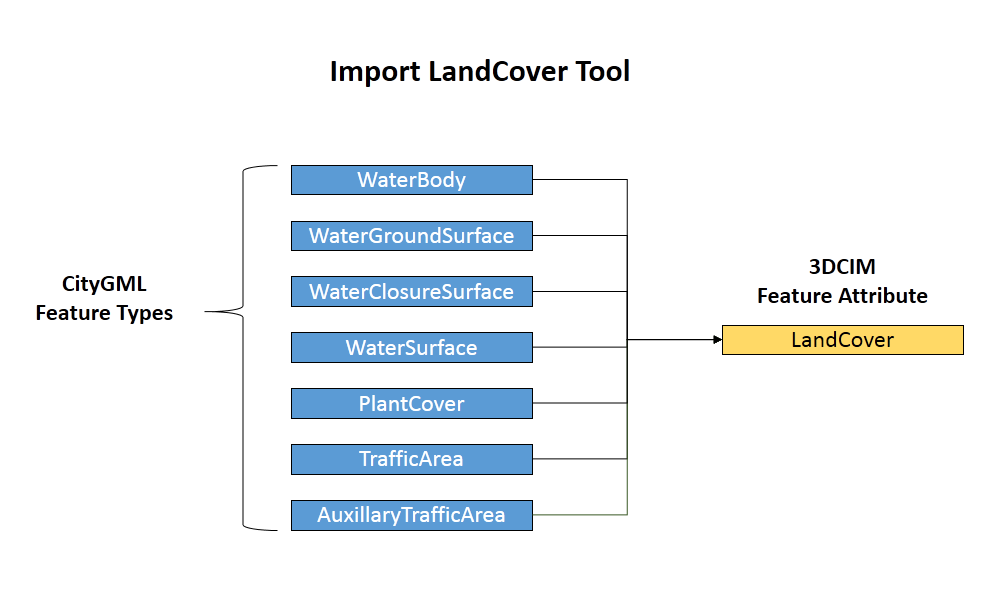 Import LandCover Tool
CityGML
Feature Types
WaterBody
WaterGroundSurface
WaterClosureSurface
WaterSurface
PlantCover
TrafficArea
AuxillaryTrafficArea
3DCIM
Feature Attribute
LandCover